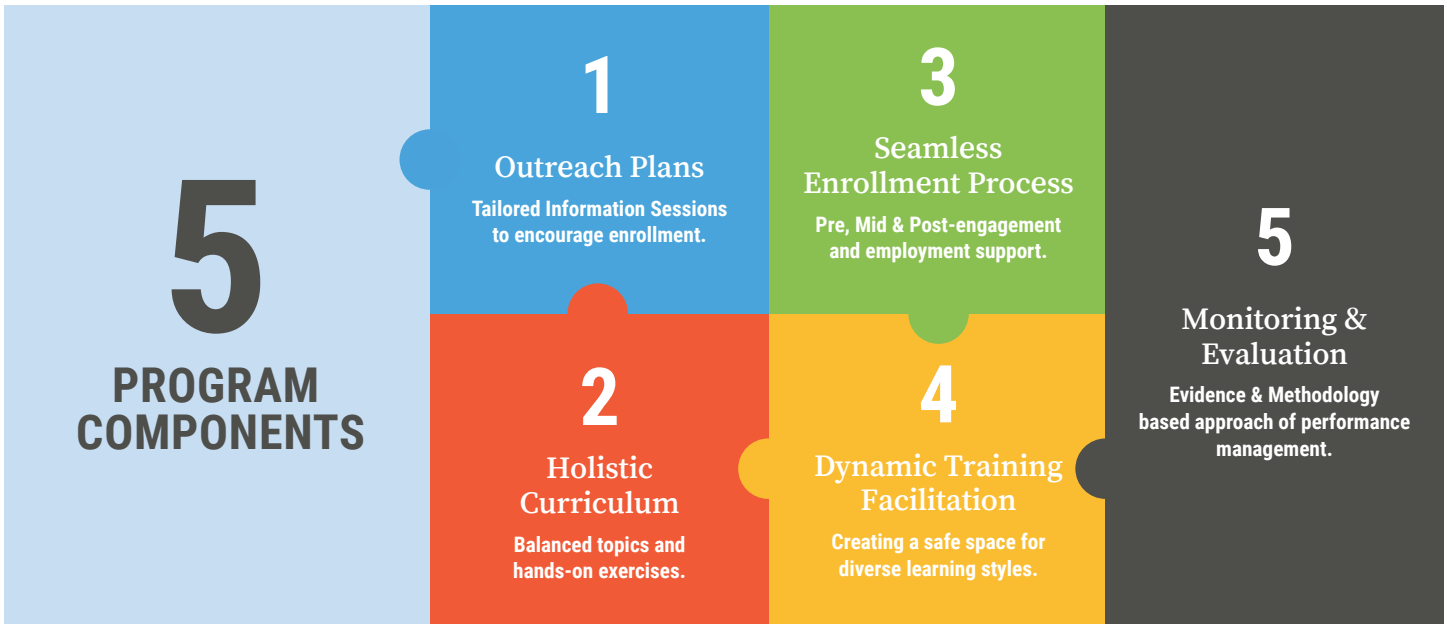 5
PROGRAM
COMPONENTS
1
Outreach Plans
Tailored Information Sessions
to encourage enrollment.
2
Holistic
Curriculum
Balanced topics and
hands-on exercises.
3
Seamless
Enrollment Process
Pre, Mid & Post-engagement
and employment support.
4
Dynamic Training
Facilitation
Creating a safe space for
diverse learning styles.
5
Monitoring &
Evaluation
Evidence & Methodology
based approach of performance
management.